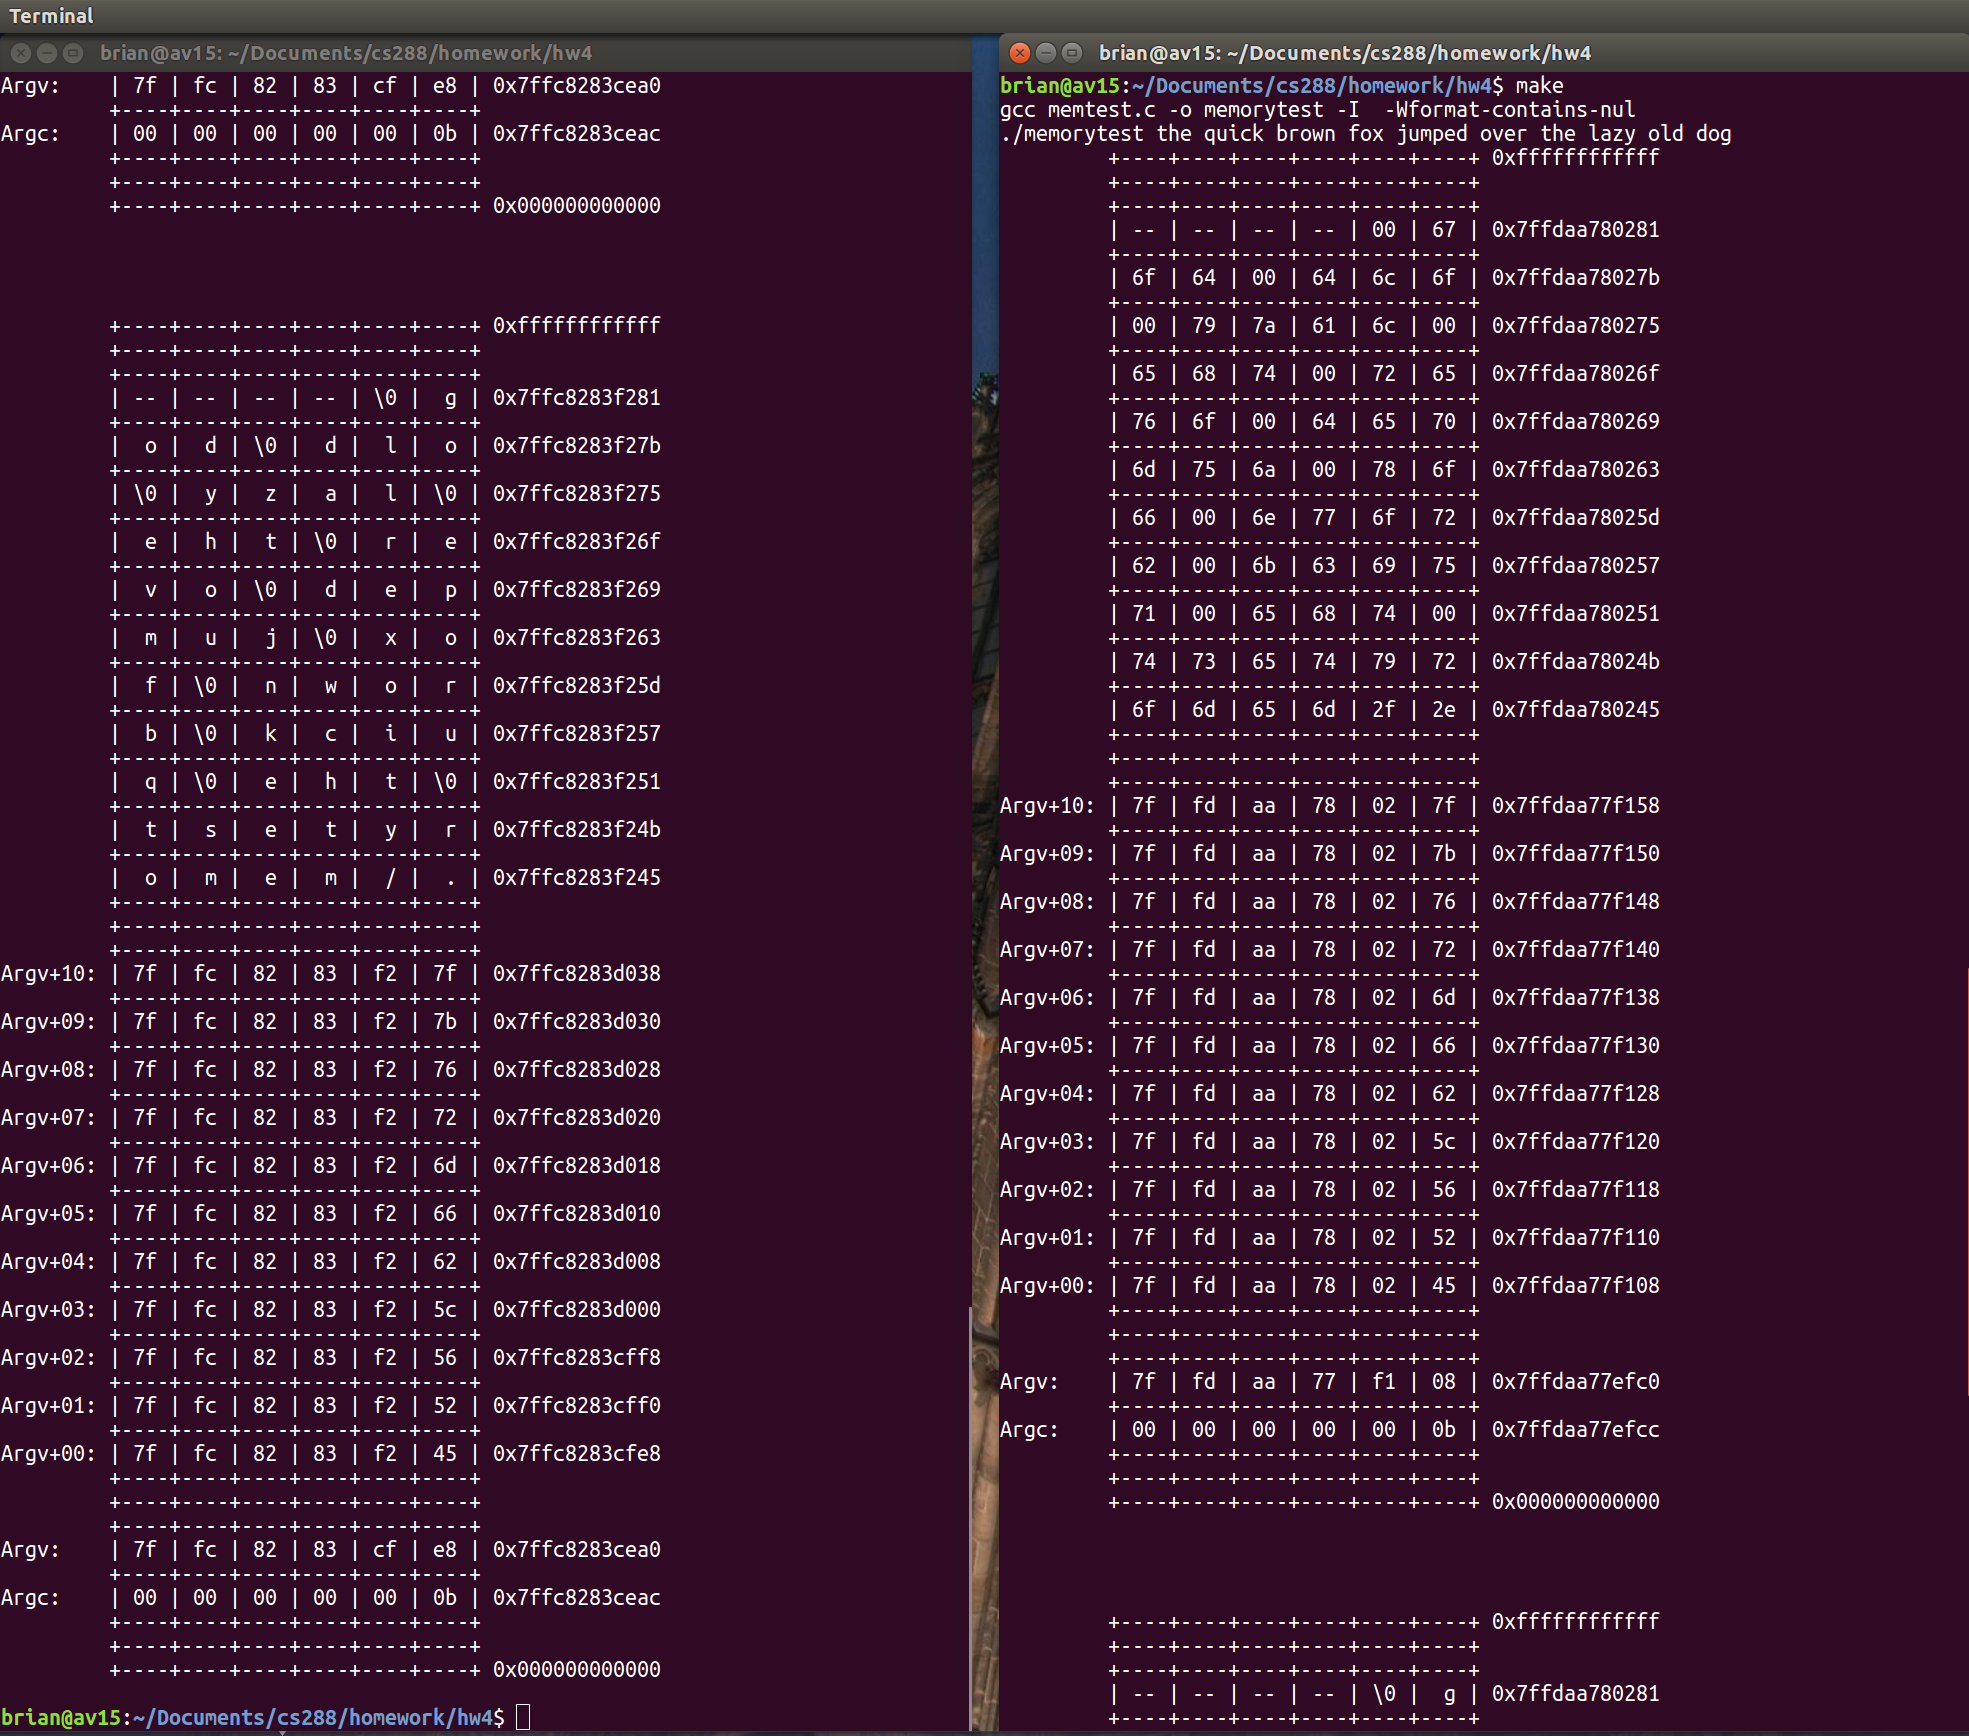 Terminal
brian@av15: ~/Documents/cs288/homework/hw4
Argv:    | 7f | fc | 82 | 83 | cf | e8 | 0x7ffc8283cea0
         +----+----+----+----+----+----+
Argc:    | 00 | 00 | 00 | 00 | 00 | 0b | 0x7ffc8283ceac
         +----+----+----+----+----+----+
         +----+----+----+----+----+----+
         +----+----+----+----+----+----+ 0x000000000000
         +----+----+----+----+----+----+ 0xffffffffffff
         +----+----+----+----+----+----+
         +----+----+----+----+----+----+
         | -- | -- | -- | -- | \0 |  g | 0x7ffc8283f281
         +----+----+----+----+----+----+
         |  o |  d | \0 |  d |  l |  o | 0x7ffc8283f27b
         +----+----+----+----+----+----+
         | \0 |  y |  z |  a |  l | \0 | 0x7ffc8283f275
         +----+----+----+----+----+----+
         |  e |  h |  t | \0 |  r |  e | 0x7ffc8283f26f
         +----+----+----+----+----+----+
         |  v |  o | \0 |  d |  e |  p | 0x7ffc8283f269
         +----+----+----+----+----+----+
         |  m |  u |  j | \0 |  x |  o | 0x7ffc8283f263
         +----+----+----+----+----+----+
         |  f | \0 |  n |  w |  o |  r | 0x7ffc8283f25d
         +----+----+----+----+----+----+
         |  b | \0 |  k |  c |  i |  u | 0x7ffc8283f257
         +----+----+----+----+----+----+
         |  q | \0 |  e |  h |  t | \0 | 0x7ffc8283f251
         +----+----+----+----+----+----+
         |  t |  s |  e |  t |  y |  r | 0x7ffc8283f24b
         +----+----+----+----+----+----+
         |  o |  m |  e |  m |  / |  . | 0x7ffc8283f245
         +----+----+----+----+----+----+
         +----+----+----+----+----+----+
         +----+----+----+----+----+----+
Argv+10: | 7f | fc | 82 | 83 | f2 | 7f | 0x7ffc8283d038
         +----+----+----+----+----+----+
Argv+09: | 7f | fc | 82 | 83 | f2 | 7b | 0x7ffc8283d030
         +----+----+----+----+----+----+
Argv+08: | 7f | fc | 82 | 83 | f2 | 76 | 0x7ffc8283d028
         +----+----+----+----+----+----+
Argv+07: | 7f | fc | 82 | 83 | f2 | 72 | 0x7ffc8283d020
         +----+----+----+----+----+----+
Argv+06: | 7f | fc | 82 | 83 | f2 | 6d | 0x7ffc8283d018
         +----+----+----+----+----+----+
Argv+05: | 7f | fc | 82 | 83 | f2 | 66 | 0x7ffc8283d010
         +----+----+----+----+----+----+
Argv+04: | 7f | fc | 82 | 83 | f2 | 62 | 0x7ffc8283d008
         +----+----+----+----+----+----+
Argv+03: | 7f | fc | 82 | 83 | f2 | 5c | 0x7ffc8283d000
         +----+----+----+----+----+----+
Argv+02: | 7f | fc | 82 | 83 | f2 | 56 | 0x7ffc8283cff8
         +----+----+----+----+----+----+
Argv+01: | 7f | fc | 82 | 83 | f2 | 52 | 0x7ffc8283cff0
         +----+----+----+----+----+----+
Argv+00: | 7f | fc | 82 | 83 | f2 | 45 | 0x7ffc8283cfe8
         +----+----+----+----+----+----+
         +----+----+----+----+----+----+
         +----+----+----+----+----+----+
Argv:    | 7f | fc | 82 | 83 | cf | e8 | 0x7ffc8283cea0
         +----+----+----+----+----+----+
Argc:    | 00 | 00 | 00 | 00 | 00 | 0b | 0x7ffc8283ceac
         +----+----+----+----+----+----+
         +----+----+----+----+----+----+
         +----+----+----+----+----+----+ 0x000000000000
brian@av15:~/Documents/cs288/homework/hw4$
brian@av15: ~/Documents/cs288/homework/hw4
brian@av15:~/Documents/cs288/homework/hw4$ make
gcc memtest.c -o memorytest -I  -Wformat-contains-nul
./memorytest the quick brown fox jumped over the lazy old dog
         +----+----+----+----+----+----+ 0xffffffffffff
         +----+----+----+----+----+----+
         +----+----+----+----+----+----+
         | -- | -- | -- | -- | 00 | 67 | 0x7ffdaa780281
         +----+----+----+----+----+----+
         | 6f | 64 | 00 | 64 | 6c | 6f | 0x7ffdaa78027b
         +----+----+----+----+----+----+
         | 00 | 79 | 7a | 61 | 6c | 00 | 0x7ffdaa780275
         +----+----+----+----+----+----+
         | 65 | 68 | 74 | 00 | 72 | 65 | 0x7ffdaa78026f
         +----+----+----+----+----+----+
         | 76 | 6f | 00 | 64 | 65 | 70 | 0x7ffdaa780269
         +----+----+----+----+----+----+
         | 6d | 75 | 6a | 00 | 78 | 6f | 0x7ffdaa780263
         +----+----+----+----+----+----+
         | 66 | 00 | 6e | 77 | 6f | 72 | 0x7ffdaa78025d
         +----+----+----+----+----+----+
         | 62 | 00 | 6b | 63 | 69 | 75 | 0x7ffdaa780257
         +----+----+----+----+----+----+
         | 71 | 00 | 65 | 68 | 74 | 00 | 0x7ffdaa780251
         +----+----+----+----+----+----+
         | 74 | 73 | 65 | 74 | 79 | 72 | 0x7ffdaa78024b
         +----+----+----+----+----+----+
         | 6f | 6d | 65 | 6d | 2f | 2e | 0x7ffdaa780245
         +----+----+----+----+----+----+
         +----+----+----+----+----+----+
         +----+----+----+----+----+----+
Argv+10: | 7f | fd | aa | 78 | 02 | 7f | 0x7ffdaa77f158
         +----+----+----+----+----+----+
Argv+09: | 7f | fd | aa | 78 | 02 | 7b | 0x7ffdaa77f150
         +----+----+----+----+----+----+
Argv+08: | 7f | fd | aa | 78 | 02 | 76 | 0x7ffdaa77f148
         +----+----+----+----+----+----+
Argv+07: | 7f | fd | aa | 78 | 02 | 72 | 0x7ffdaa77f140
         +----+----+----+----+----+----+
Argv+06: | 7f | fd | aa | 78 | 02 | 6d | 0x7ffdaa77f138
         +----+----+----+----+----+----+
Argv+05: | 7f | fd | aa | 78 | 02 | 66 | 0x7ffdaa77f130
         +----+----+----+----+----+----+
Argv+04: | 7f | fd | aa | 78 | 02 | 62 | 0x7ffdaa77f128
         +----+----+----+----+----+----+
Argv+03: | 7f | fd | aa | 78 | 02 | 5c | 0x7ffdaa77f120
         +----+----+----+----+----+----+
Argv+02: | 7f | fd | aa | 78 | 02 | 56 | 0x7ffdaa77f118
         +----+----+----+----+----+----+
Argv+01: | 7f | fd | aa | 78 | 02 | 52 | 0x7ffdaa77f110
         +----+----+----+----+----+----+
Argv+00: | 7f | fd | aa | 78 | 02 | 45 | 0x7ffdaa77f108
         +----+----+----+----+----+----+
         +----+----+----+----+----+----+
         +----+----+----+----+----+----+
Argv:    | 7f | fd | aa | 77 | f1 | 08 | 0x7ffdaa77efc0
         +----+----+----+----+----+----+
Argc:    | 00 | 00 | 00 | 00 | 00 | 0b | 0x7ffdaa77efcc
         +----+----+----+----+----+----+
         +----+----+----+----+----+----+
         +----+----+----+----+----+----+ 0x000000000000
         +----+----+----+----+----+----+ 0xffffffffffff
         +----+----+----+----+----+----+
         +----+----+----+----+----+----+
         | -- | -- | -- | -- | \0 |  g | 0x7ffdaa780281
         +----+----+----+----+----+----+